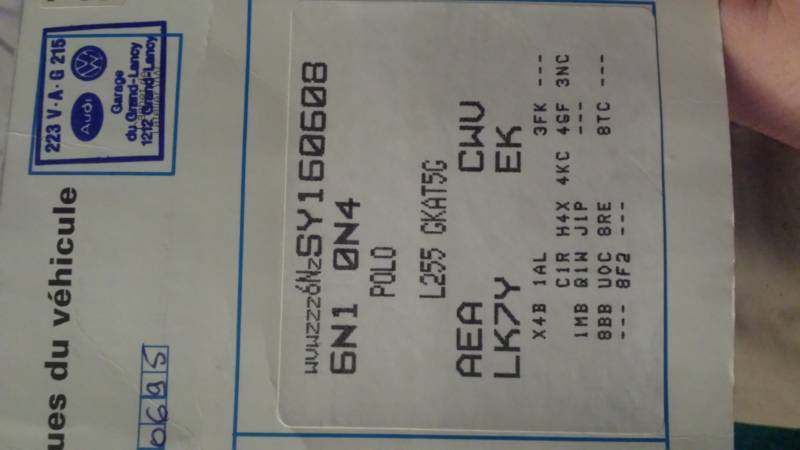 223 V·A·G 215
Audi
Garage
du Grand-Lancy
1212 Grand-Lancy
ues du véhicule
0695
WVWZZZ6NZSY160608
6N1 0N4
POLO
L255 GKAT5G
AEA CWV
LK7Y EK
X4B 1AL 3FK ---
C1R H4X 4KC 4GF 3NC
1MB Q1W J1P ---
8BB U0C 8RE 8TC ---
--- 8F2 ---